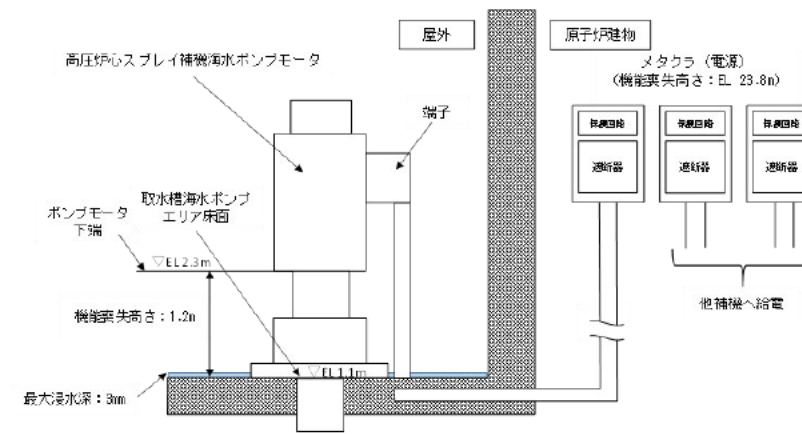 屋外
原子炉建物
高圧炉心スプレイ補機海水ポンプモータ
メタクラ（電源）
（機能喪失高さ：EL 23.8m）
端子
保護回路
保護回路
保護回路
遮断器
遮断器
遮断器
取水槽海水ポンプ
エリア床面
ポンプモータ
下端
▽EL2.3m
他補機へ給電
機能喪失高さ：1.2m
▽EL1.1m
最大浸水深：3mm